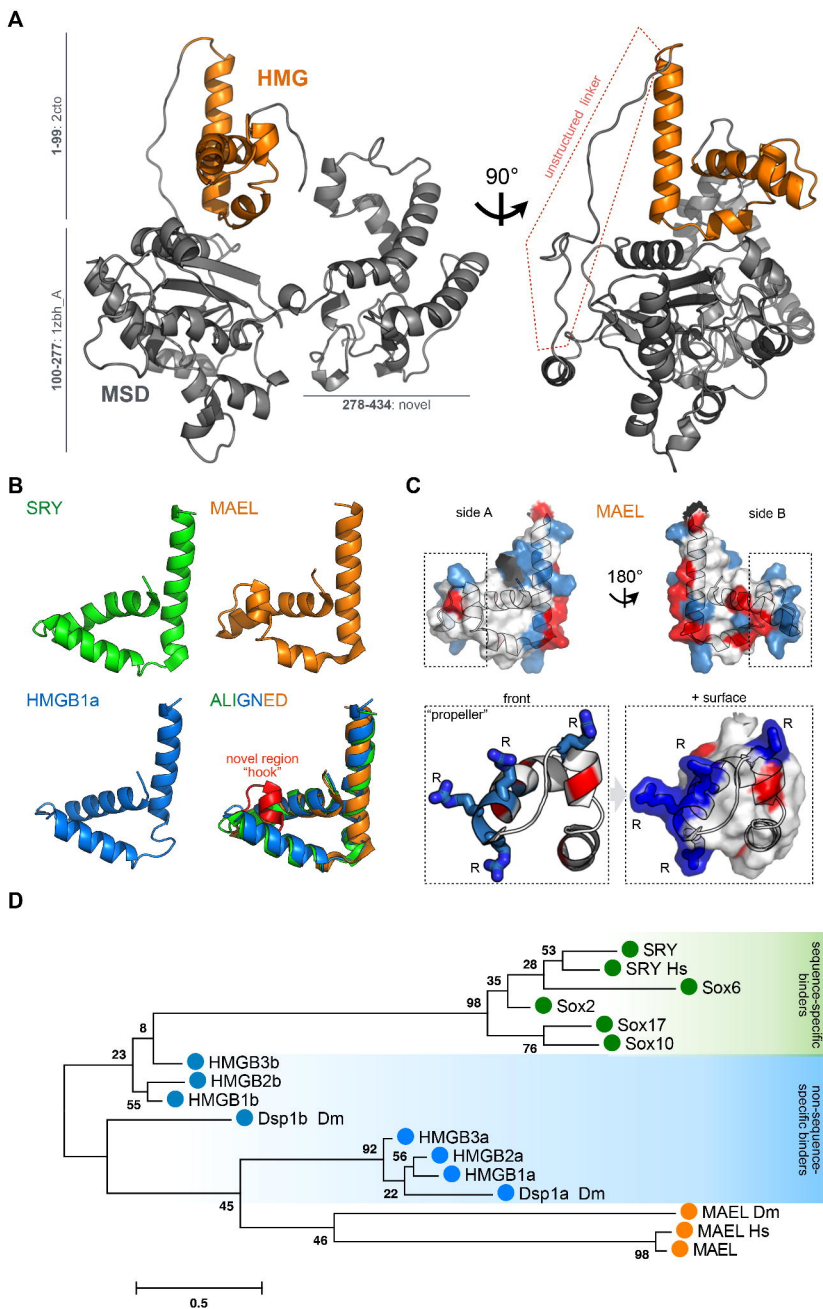 A
HMG
1-99: 2cto
unstructured linker
90°
100-277: 1zbh_A
MSD
278-434: novel
B
SRY
MAEL
HMGB1a
ALIGNED
novel region
"hook"
C
side A
MAEL
side B
180°
front
"propeller"
+ surface
R
R
R
R
R
R
R
R
D
sequence-specific
binders
53
SRY
28
SRY Hs
35
Sox6
98
Sox2
Sox17
76
Sox10
non-sequence-
specific binders
8
23
HMGB3b
HMGB2b
55
HMGB1b
Dsp1b Dm
HMGB3a
92
56
HMGB2a
HMGB1a
22
Dsp1a Dm
45
MAEL Dm
46
MAEL Hs
98
MAEL
0.5